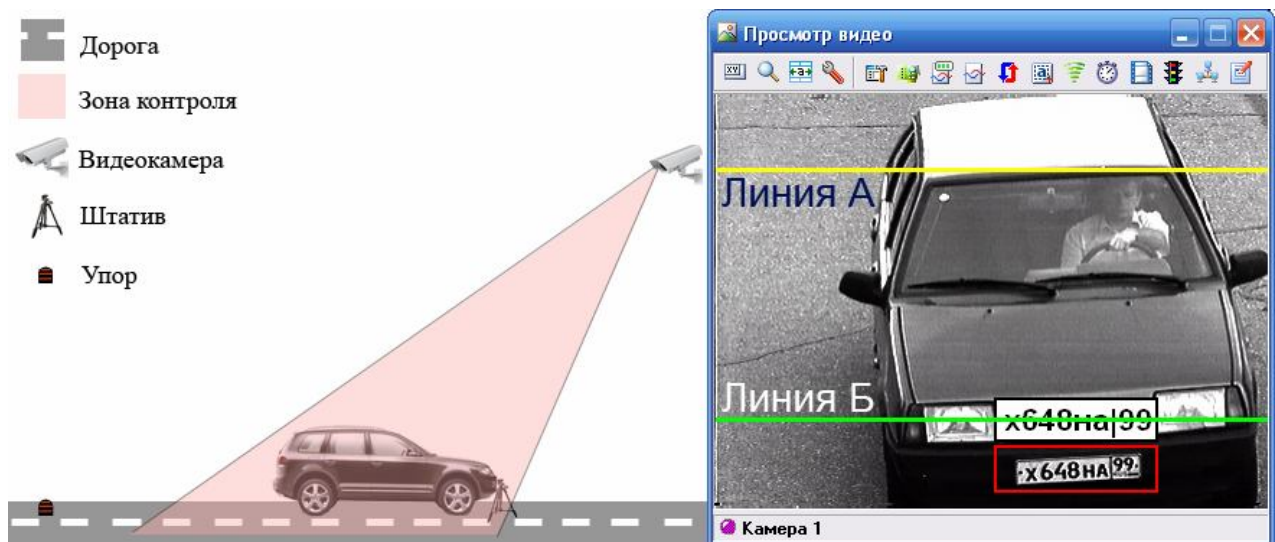 Дорога
Зона контроля
Видеокамера
Штатив
Упор
Просмотр видео
Линия А
Линия Б
х648на|99
х648НА 99
Камера 1